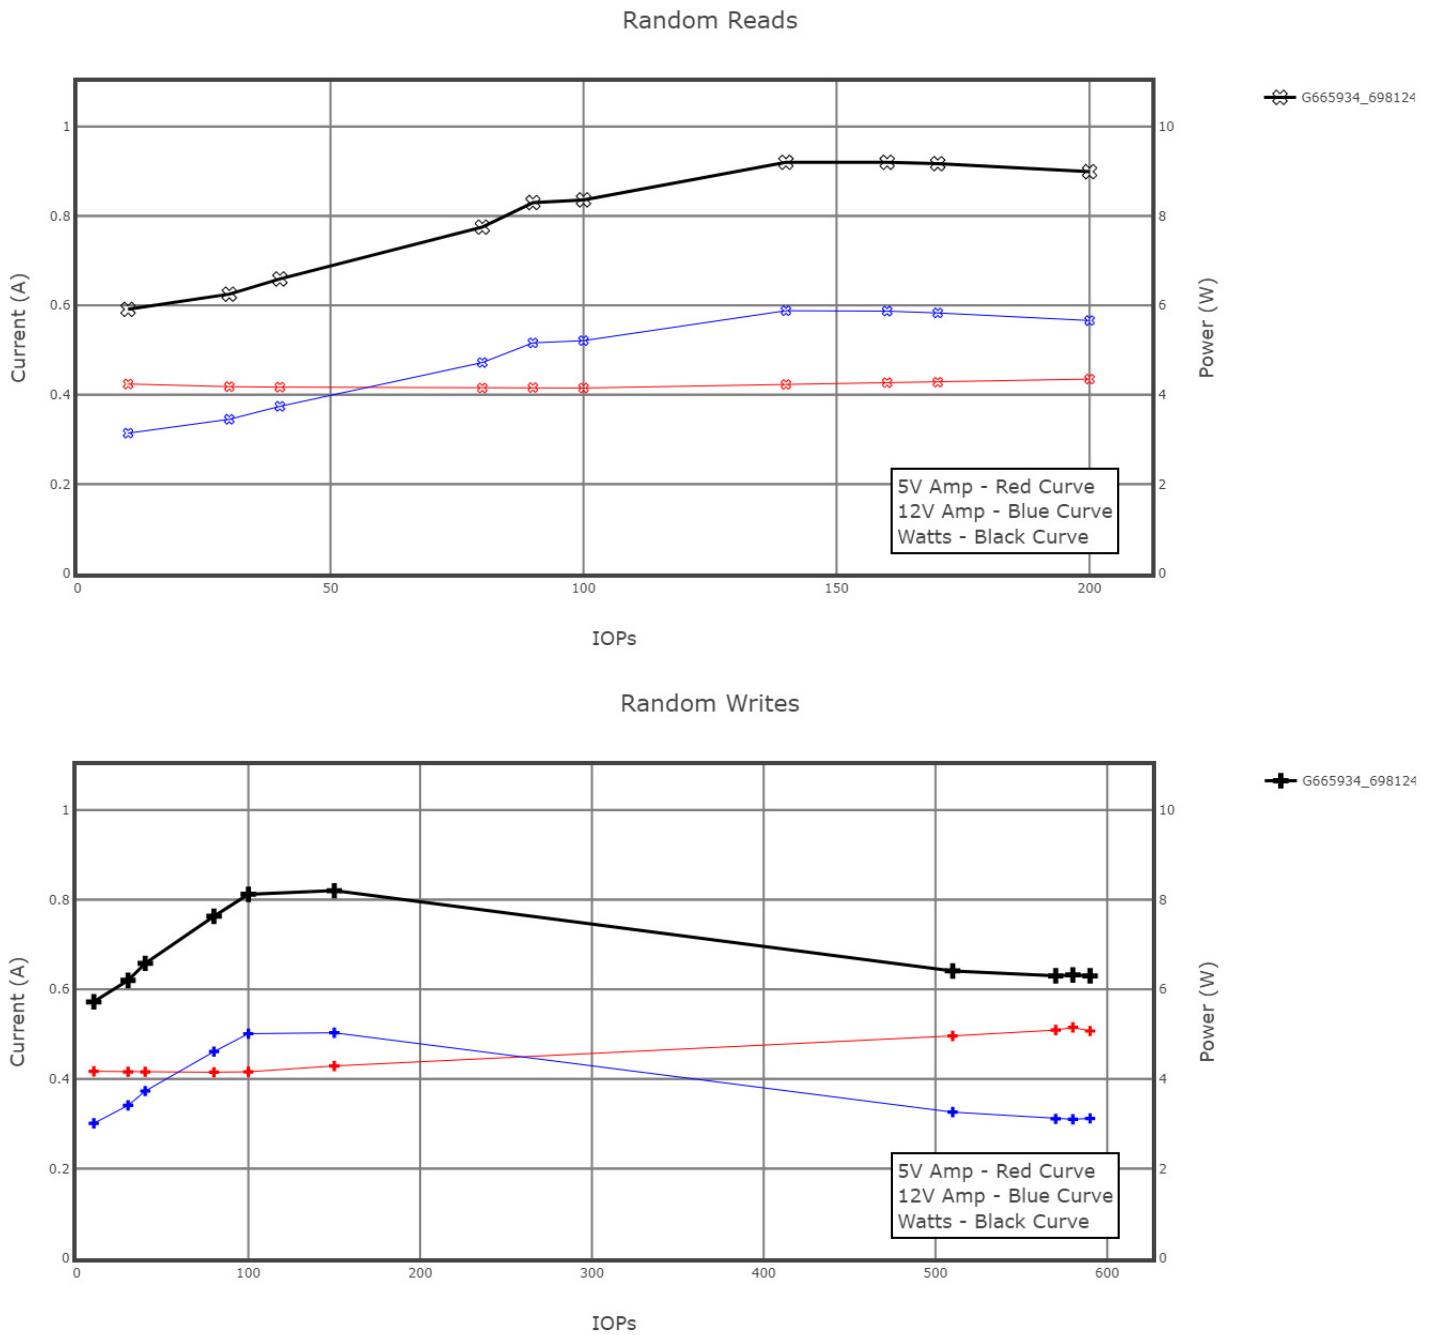 Random Reads
G665934_698124
1
0.8
0.6
0.4
0.2
0
10
8
6
4
2
0
Current (A)
Power (W)
5V Amp - Red Curve
12V Amp - Blue Curve
Watts - Black Curve
0 50 100 150 200
IOPs
Random Writes
G665934_698124
1
0.8
0.6
0.4
0.2
0
10
8
6
4
2
0
Current (A)
Power (W)
5V Amp - Red Curve
12V Amp - Blue Curve
Watts - Black Curve
0 100 200 300 400 500 600
IOPs